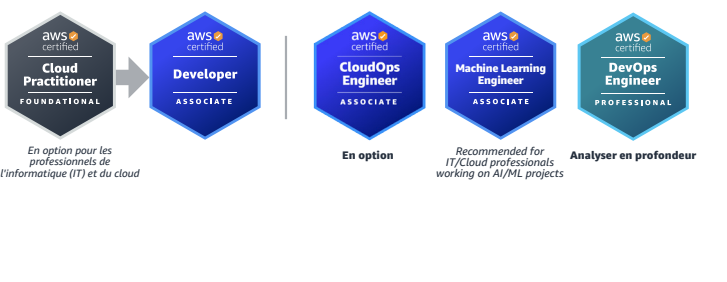 aws
certified
Cloud
Practitioner
FOUNDATIONAL
En option pour les
professionnels de
l'informatique (IT) et du cloud
aws
certified
Developer
ASSOCIATE
aws
certified
CloudOps
Engineer
ASSOCIATE
En option
aws
certified
Machine Learning
Engineer
ASSOCIATE
Recommended for
IT/Cloud professionals
working on AI/ML projects
aws
certified
DevOps
Engineer
PROFESSIONAL
Analyser en profondeur